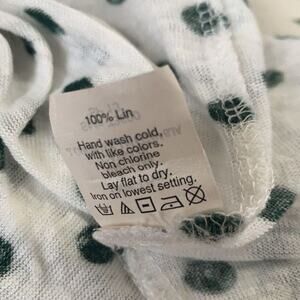 100% Lin
Hand wash cold,
with like colors.
Non chlorine
bleach only.
Lay flat to dry.
Iron on lowest setting.